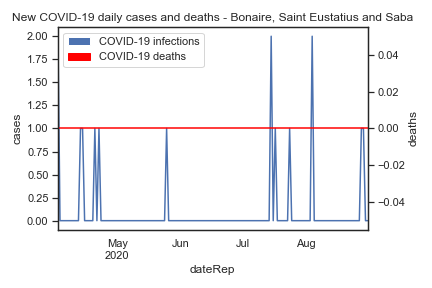 New COVID-19 daily cases and deaths - Bonaire, Saint Eustatius and Saba
COVID-19 infections
COVID-19 deaths
2.00
1.75
1.50
1.25
1.00
0.75
0.50
0.25
0.00
cases
0.04
0.02
0.00
−0.02
−0.04
deaths
May
2020
Jun
Jul
Aug
dateRep